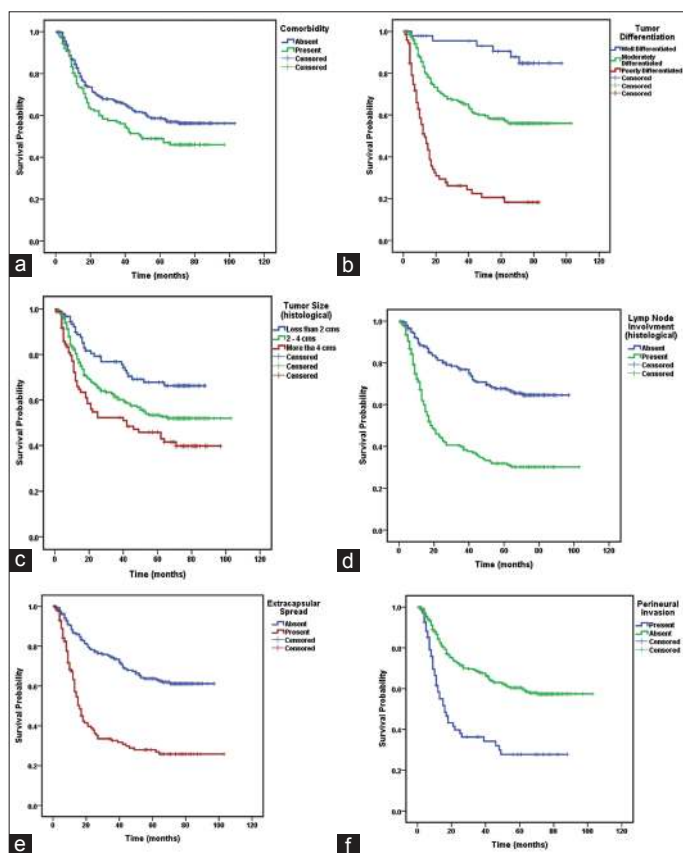 Comorbidity
Absent
Present
Censored
Censored
1.0
0.8
0.6
0.4
0.2
0.0
Survival Probability
0 20 40 60 80 100 120
Time (months)
a
Tumor
Differentiation
Well Differentiated
Moderately
Differentiated
Poorly Differentiated
Censored
Censored
Censored
1.0
0.8
0.6
0.4
0.2
0.0
Survival Probability
0 20 40 60 80 100 120
Time (months)
b
Tumor Size
(histological)
Less than 2 cms
2 - 4 cms
More tha 4 cms
Censored
Censored
Censored
1.0
0.8
0.6
0.4
0.2
0.0
Survival Probability
0 20 40 60 80 100 120
Time (months)
c
Lymp Node
Involvment (histological)
Absent
Present
Censored
Censored
1.0
0.8
0.6
0.4
0.2
0.0
Survival Probability
0 20 40 60 80 100 120
Time (months)
d
Extracapsular
Spread
Absent
Present
Censored
Censored
1.0
0.8
0.6
0.4
0.2
0.0
Survival Probability
0 20 40 60 80 100 120
Time (months)
e
Perineural
Invasion
Present
Absent
Censored
Censored
1.0
0.8
0.6
0.4
0.2
0.0
Survival Probability
0 20 40 60 80 100 120
Time (months)
f